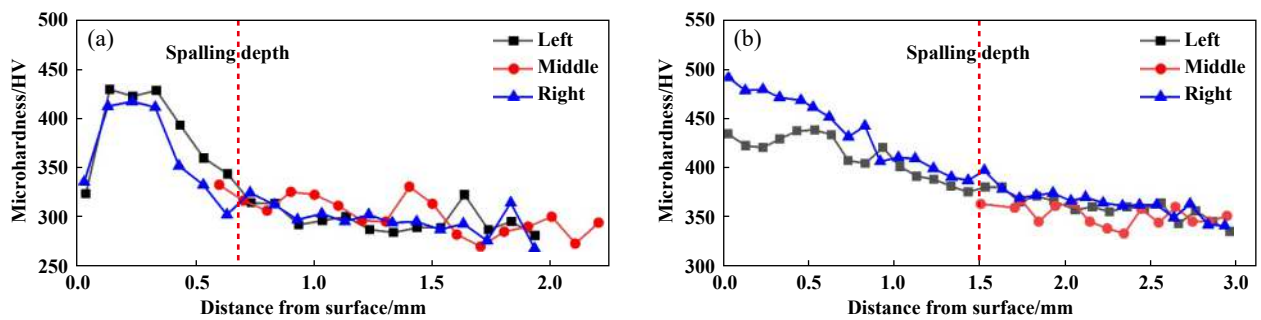 (a)
Spalling depth
Left
Middle
Right
500
450
400
350
300
250
Microhardness/HV
0.0 0.5 1.0 1.5 2.0
Distance from surface/mm
(b)
Spalling depth
Left
Middle
Right
550
500
450
400
350
300
Microhardness/HV
0.0 0.5 1.0 1.5 2.0 2.5 3.0
Distance from surface/mm